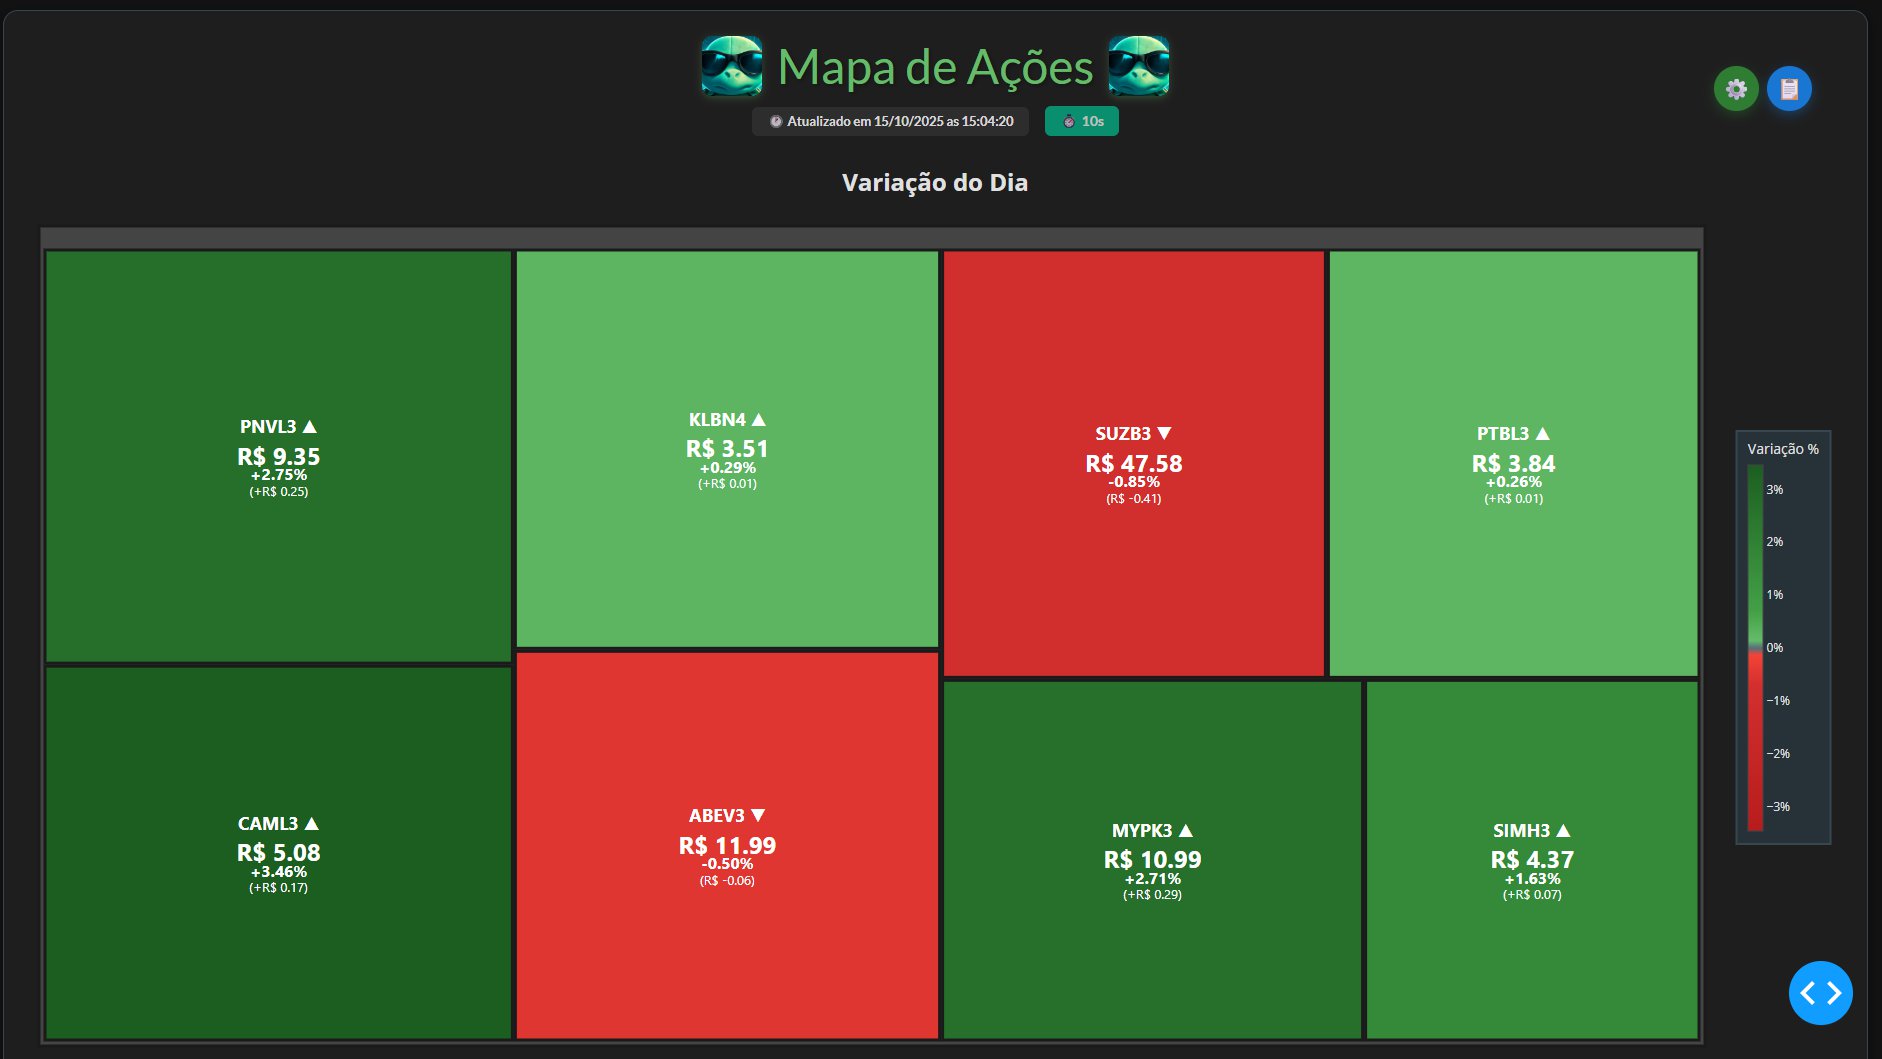 Mapa de Ações
Atualizado em 15/10/2025 as 15:04:20
10s
Variação do Dia
PNVL3 ▲
R$ 9.35
+2.75%
(+R$ 0.25)
KLBN4 ▲
R$ 3.51
+0.29%
(+R$ 0.01)
SUZB3 ▼
R$ 47.58
-0.85%
(R$ -0.41)
PTBL3 ▲
R$ 3.84
+0.26%
(+R$ 0.01)
CAML3 ▲
R$ 5.08
+3.46%
(+R$ 0.17)
ABEV3 ▼
R$ 11.99
-0.50%
(R$ -0.06)
MYPK3 ▲
R$ 10.99
+2.71%
(+R$ 0.29)
SIMH3 ▲
R$ 4.37
+1.63%
(+R$ 0.07)
Variação %
3%
2%
1%
0%
−1%
−2%
−3%